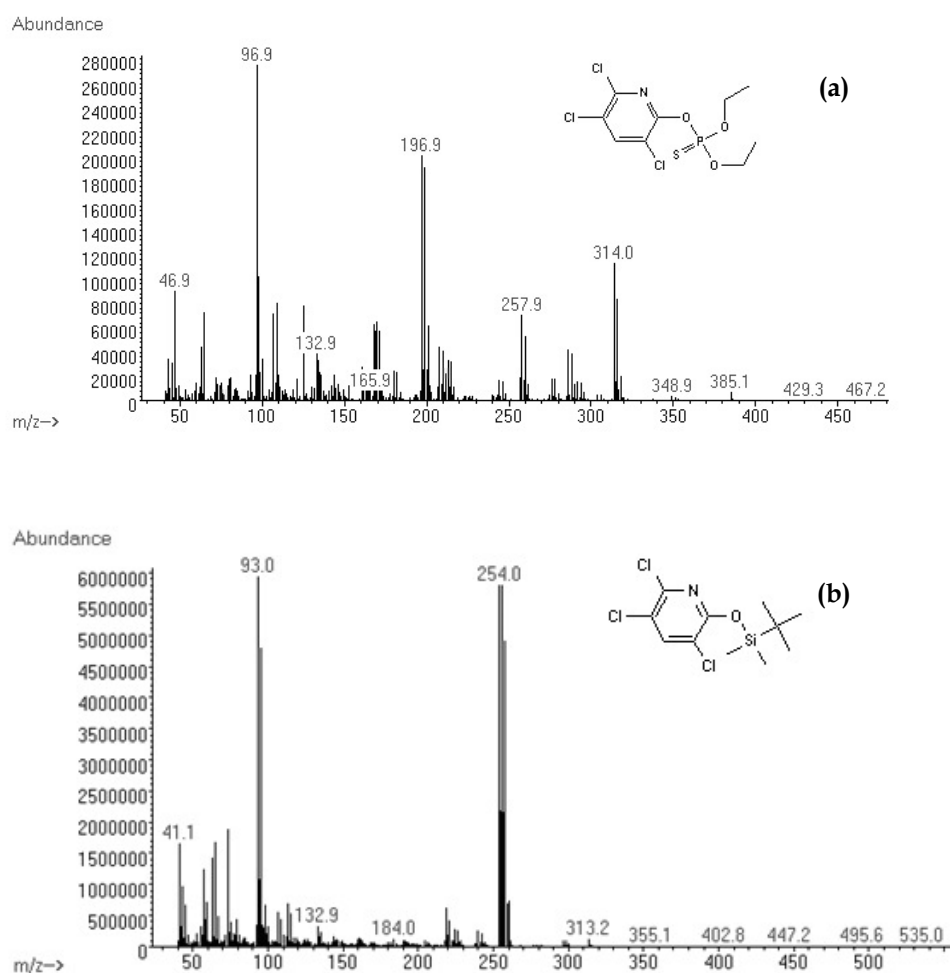 Abundance
280000
260000
240000
220000
200000
180000
160000
140000
120000
100000
80000
60000
40000
20000
0
96.9
196.9
314.0
46.9
257.9
132.9
165.9
348.9
385.1
429.3
467.2
Cl
N
Cl
O
O
Cl
S
P
O
(a)
50 100 150 200 250 300 350 400 450
m/z->
Abundance
6000000
5500000
5000000
4500000
4000000
3500000
3000000
2500000
2000000
1500000
1000000
500000
0
93.0
254.0
41.1
132.9
184.0
313.2
355.1
402.8
447.2
495.6
535.0
Cl
N
Cl
O
Si
Cl
(b)
50 100 150 200 250 300 350 400 450 500
m/z->